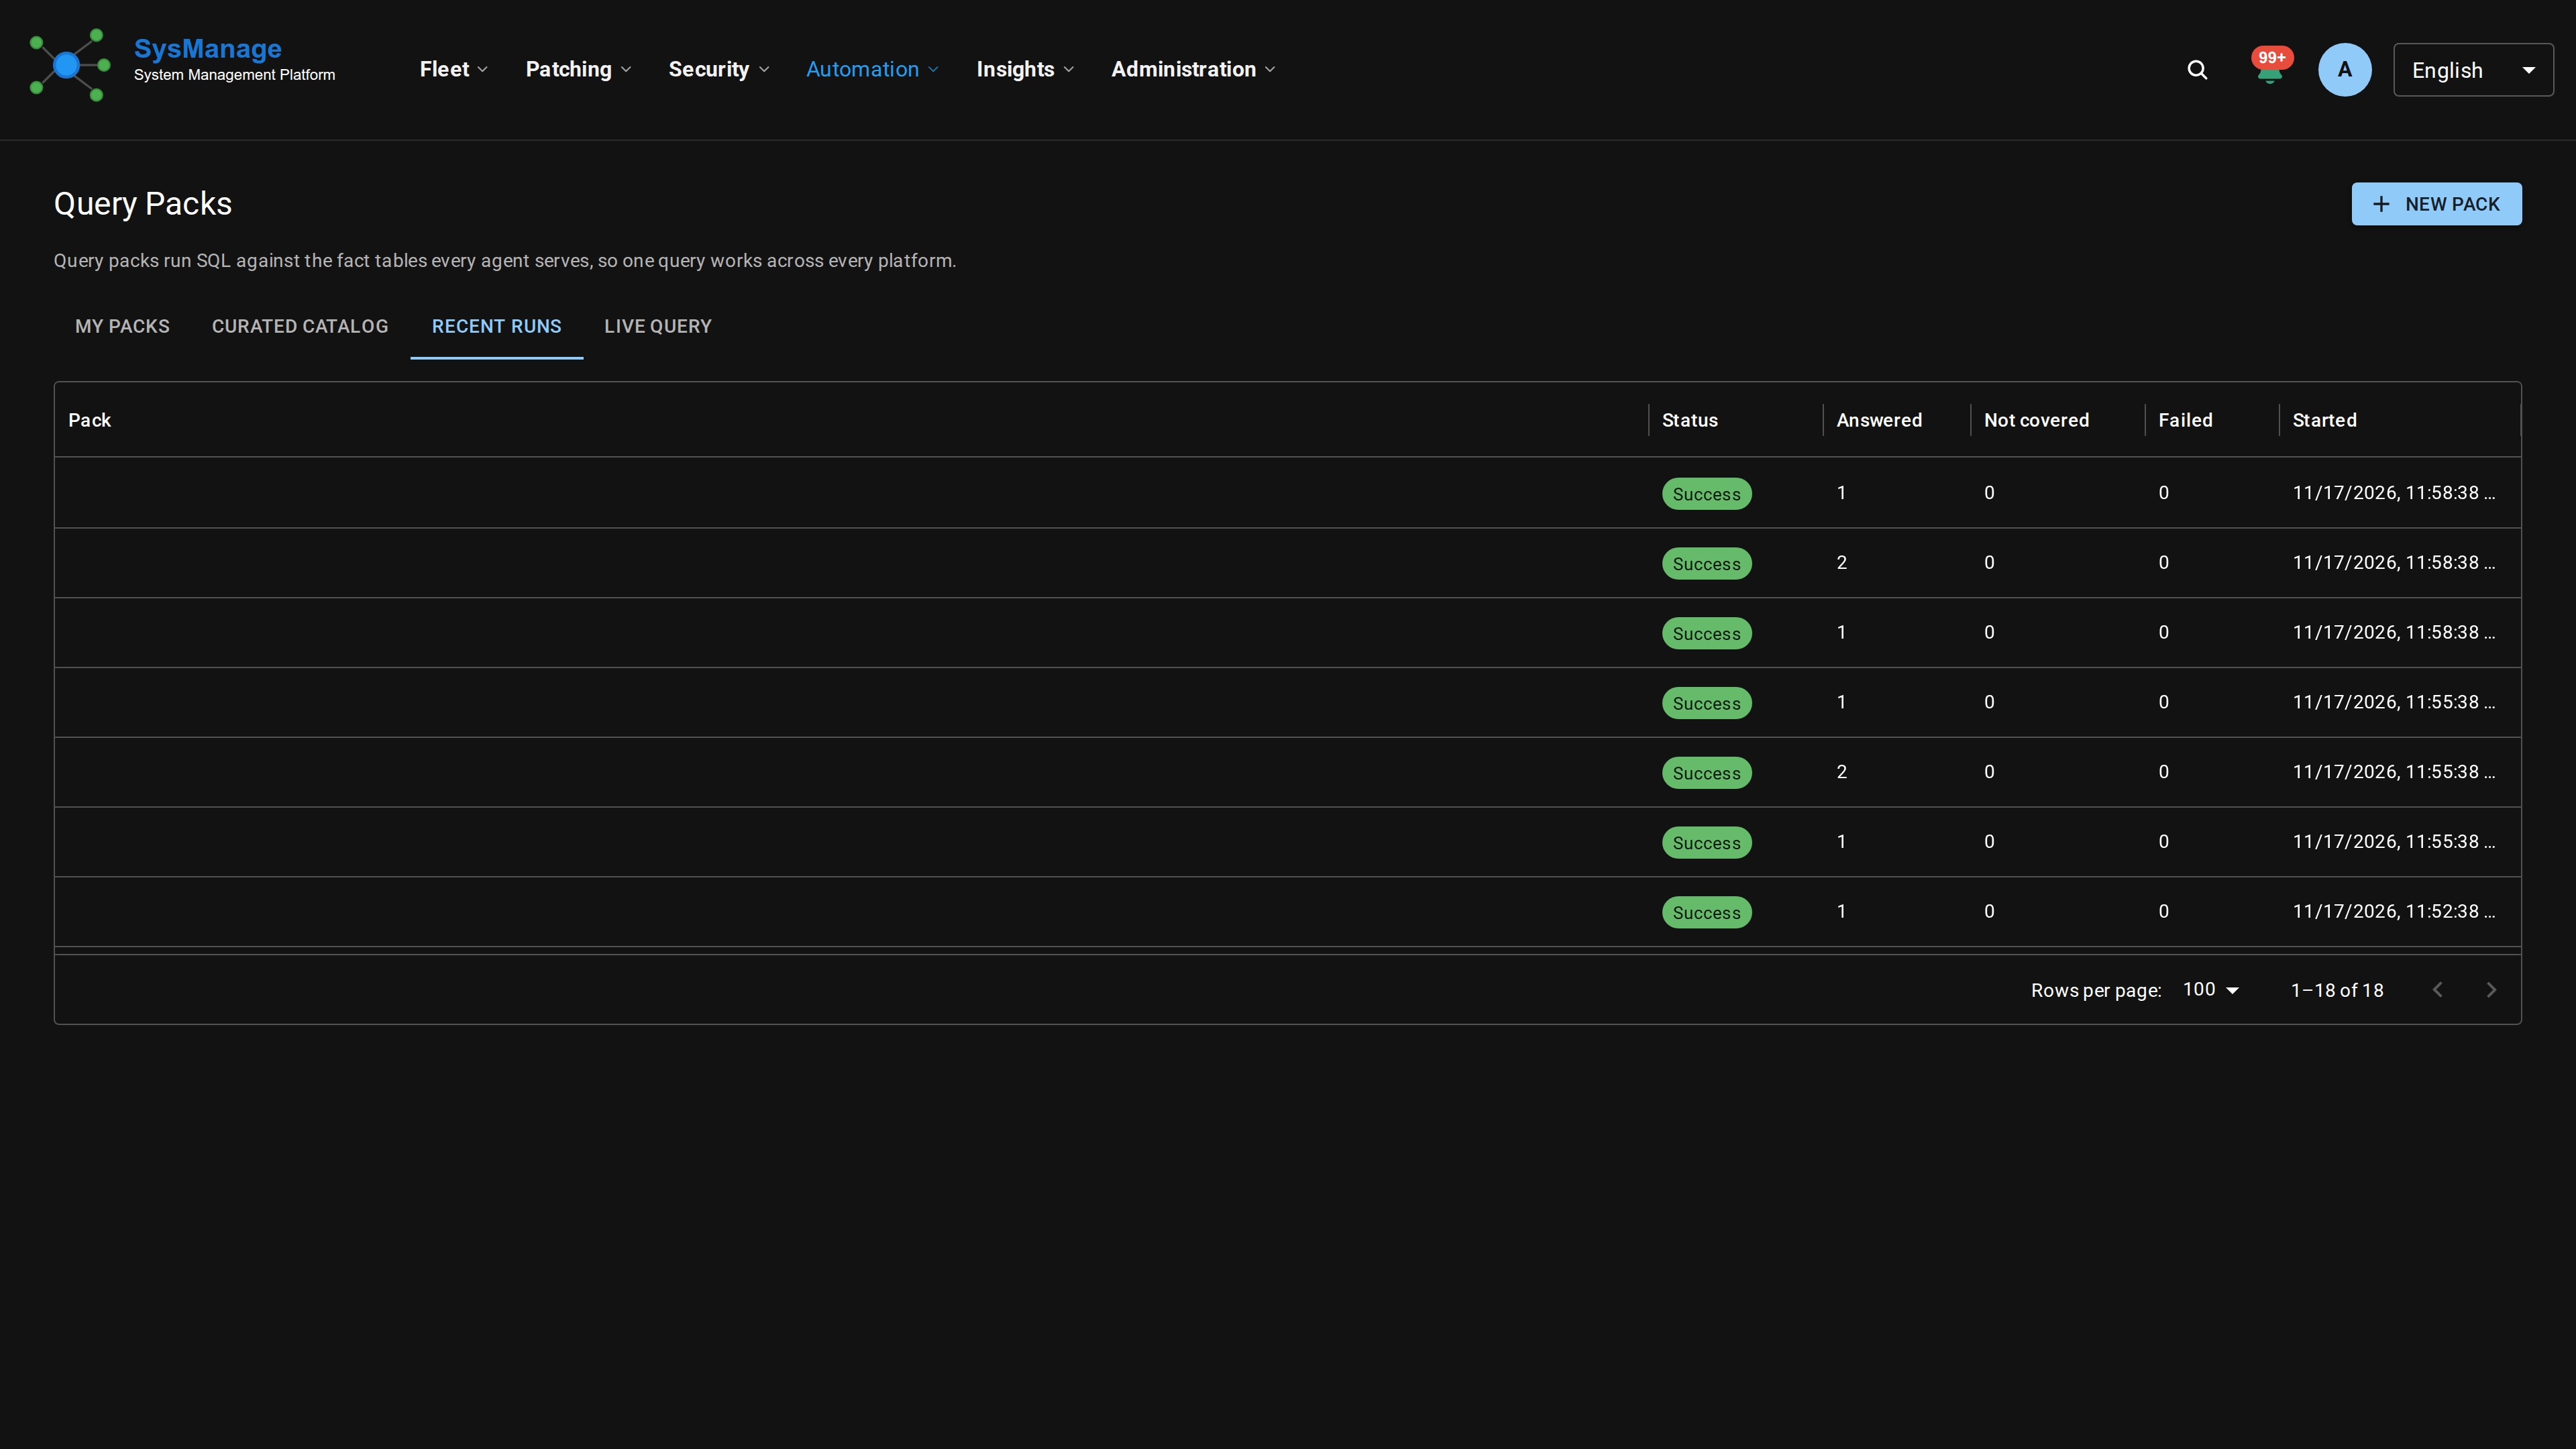 SysManage
System Management Platform
Fleet Patching Security Automation Insights Administration
99+
A
English
Query Packs
NEW PACK
Query packs run SQL against the fact tables every agent serves, so one query works across every platform.
MY PACKS CURATED CATALOG RECENT RUNS LIVE QUERY
Pack Status Answered Not covered Failed Started
Success 1 0 0 11/17/2026, 11:58:38 ...
Success 2 0 0 11/17/2026, 11:58:38 ...
Success 1 0 0 11/17/2026, 11:58:38 ...
Success 1 0 0 11/17/2026, 11:55:38 ...
Success 2 0 0 11/17/2026, 11:55:38 ...
Success 1 0 0 11/17/2026, 11:55:38 ...
Success 1 0 0 11/17/2026, 11:52:38 ...
Rows per page: 100 1–18 of 18